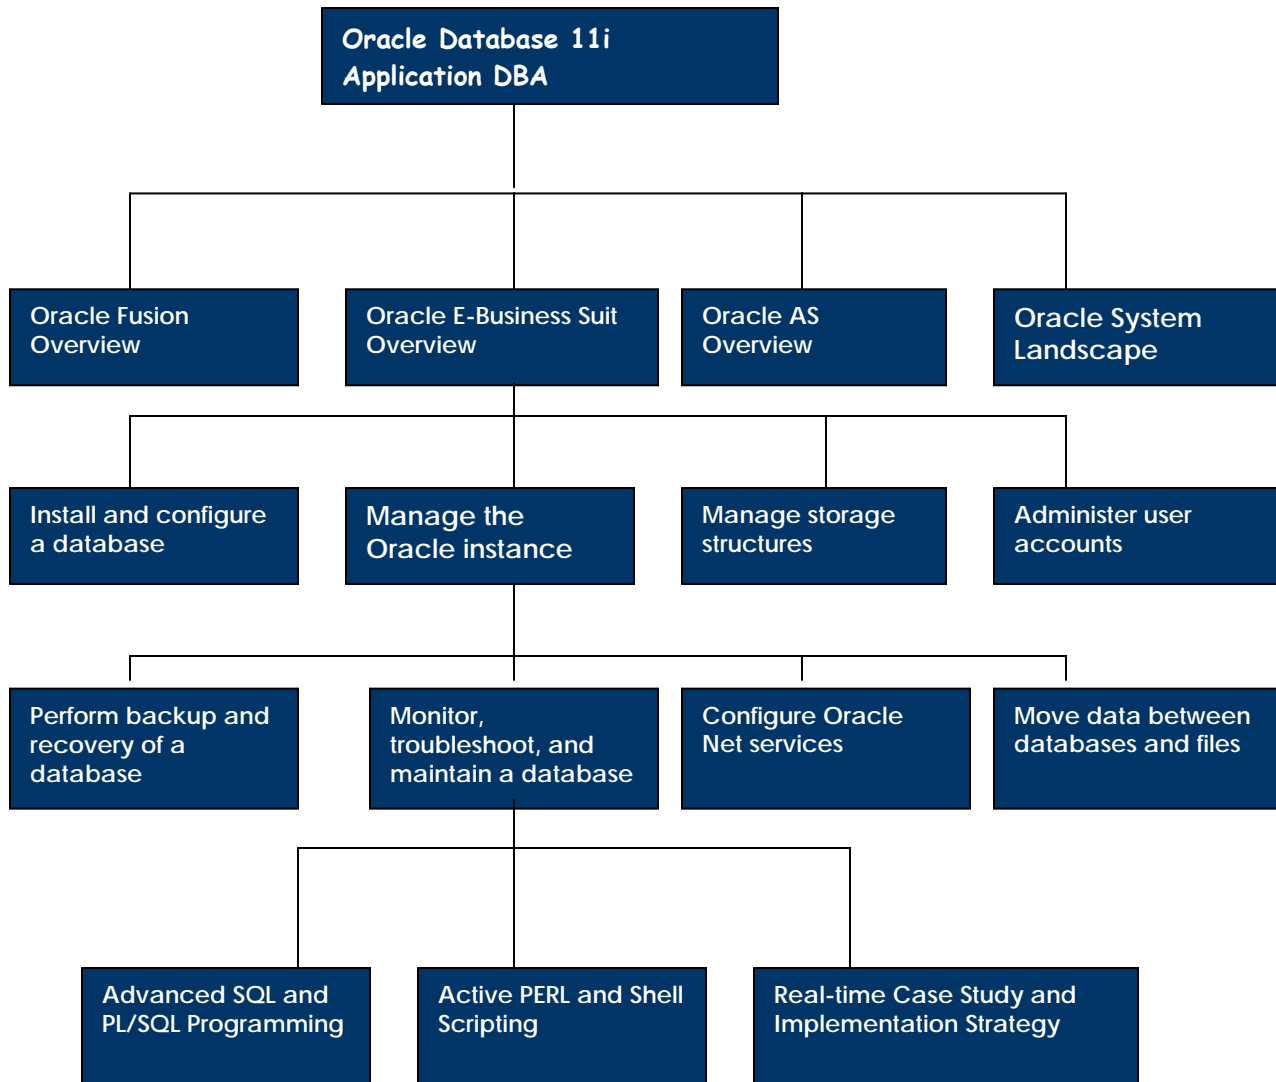 Oracle Database 11i
Application DBA
Oracle Fusion
Overview
Oracle E-Business Suit
Overview
Oracle AS
Overview
Oracle System
Landscape
Install and configure
a database
Manage the
Oracle instance
Manage storage
structures
Administer user
accounts
Perform backup and
recovery of a
database
Monitor,
troubleshoot, and
maintain a database
Configure Oracle
Net services
Move data between
databases and files
Advanced SQL and
PL/SQL Programming
Active PERL and Shell
Scripting
Real-time Case Study and
Implementation Strategy